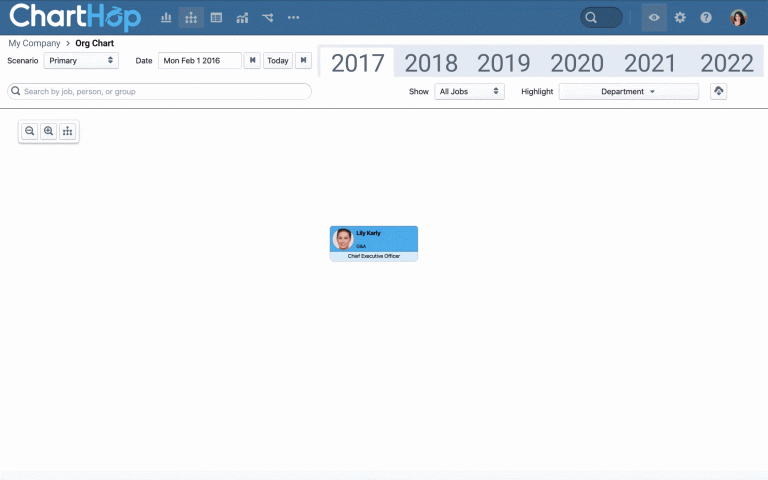 ChartHop
My Company > Org Chart
Scenario Primary Date Mon Feb 1 2016 Today 2017 2018 2019 2020 2021 2022
Search by job, person, or group Show All Jobs Highlight Department
Lily Karly
G&A
Chief Executive Officer